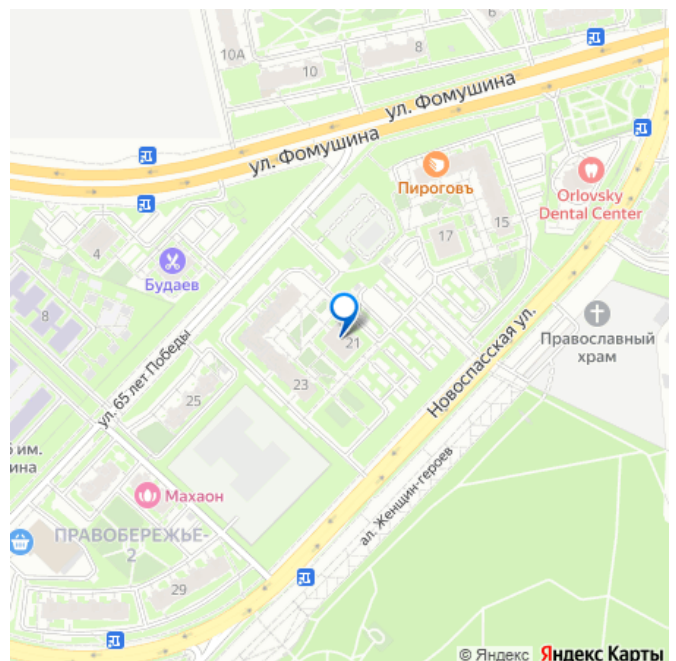 6
8
10А
10
ул. Фомушина
ул. Фомушина
Пироговъ
Orlovsky
Dental Center
15
17
4
Будаев
8
Православный
храм
21
Новоспасская ул.
ул. 65 лет Победы
23
25
ал. Женщин-героев
им.
ина
Махаон
ПРАВОБЕРЕЖЬЕ-
2
29
© Яндекс Яндекс Карты